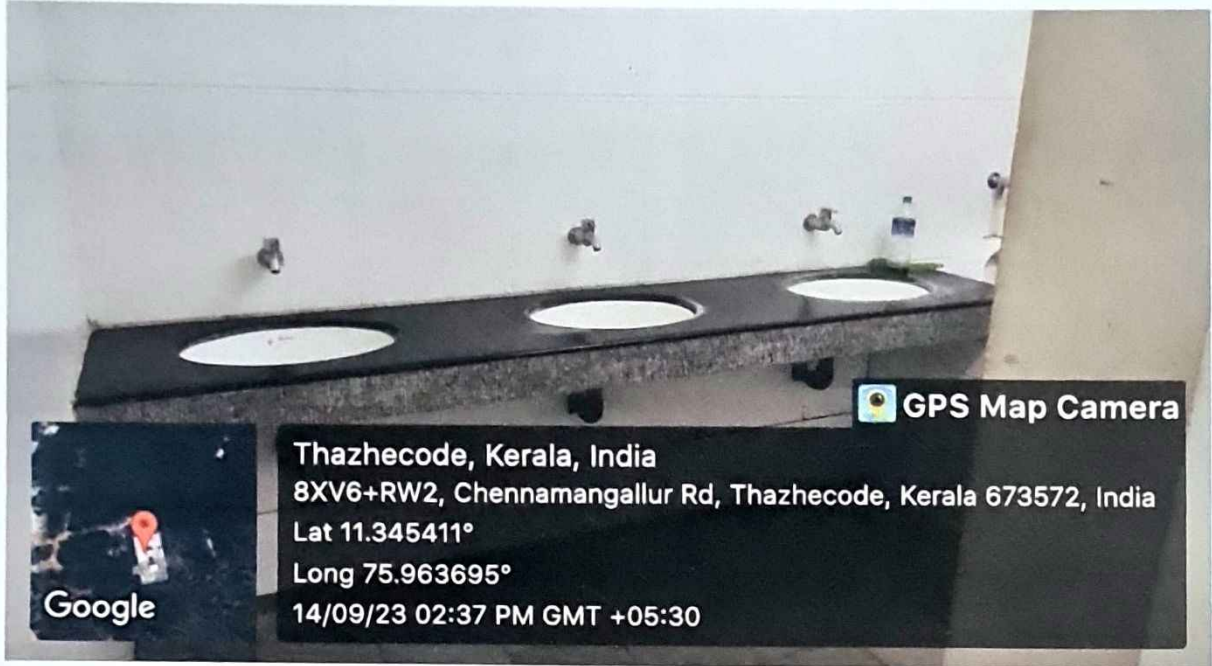 GPS Map Camera
Thazhecode, Kerala, India
8XV6+RW2, Chennamangallur Rd, Thazhecode, Kerala 673572, India
Lat 11.345411°
Long 75.963695°
14/09/23 02:37 PM GMT +05:30
Google